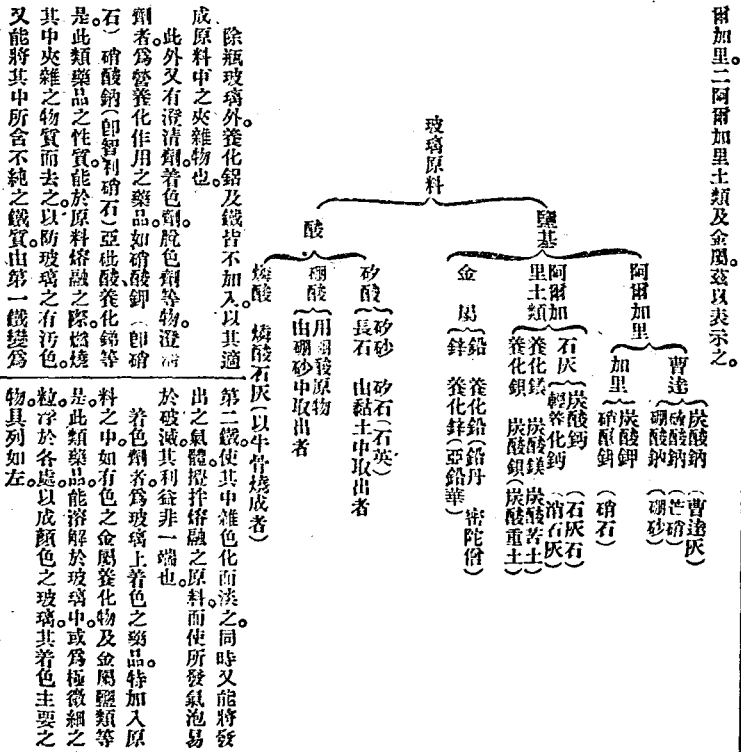 爾加里。二阿爾加里土類及金屬。茲以表示之。
玻璃原料
鹽基
阿爾加里
曹達
炭酸鈉 (曹達灰)
硝酸鈉 (芒硝)
硼酸鈉 (硼砂)
加里
炭酸鉀
硝酸鉀 (硝石)
阿爾加里土類
石灰
炭酸鈣 (石灰石)
輕養化鈣 (消石灰)
養化鎂 炭酸鎂 (炭酸苦土)
養化鋇 炭酸鋇 (炭酸重土)
金屬
鉛 養化鉛 (鉛丹 密陀僧)
鋅 養化鋅 (亞鉛華)
酸
矽酸
矽砂 矽石 (石英)
長石 由黏土中取出者
硼酸
用硼酸原物
由硼砂中取出者
燐酸 燐酸石灰 (以牛骨燒成者)
除瓶玻璃外。養化鋁及鐵皆不加入。以其適
成原料中之夾雜物也。
此外又有澄清劑。着色劑。脫色劑等物。澄清
劑者。爲營養化作用之藥品。如硝酸鉀 (卽硝
石) 硝酸鈉 (卽智利硝石) 亞砒酸養化銻等
是。此類藥品之性質。能於原料熔融之際。燃燒
其中夾雜之物質而去之。以防玻璃之有汚色。
又能將其中所含不純之鐵質。由第一鐵變爲
第二鐵。使其中雜色化而淡之。同時又能將發
出之氣體。攪拌熔融之原料。而使所發氣泡易
於破滅。其利益非一端也。
着色劑者。爲玻璃上着色之藥品。特加入原
料之中。如有色之金屬養化物及金屬鹽類等
是。此類藥品。能溶解於玻璃中。或爲極微細之
粒。浮於各處。以成顏色之玻璃。其着色主要之
物具列如左。